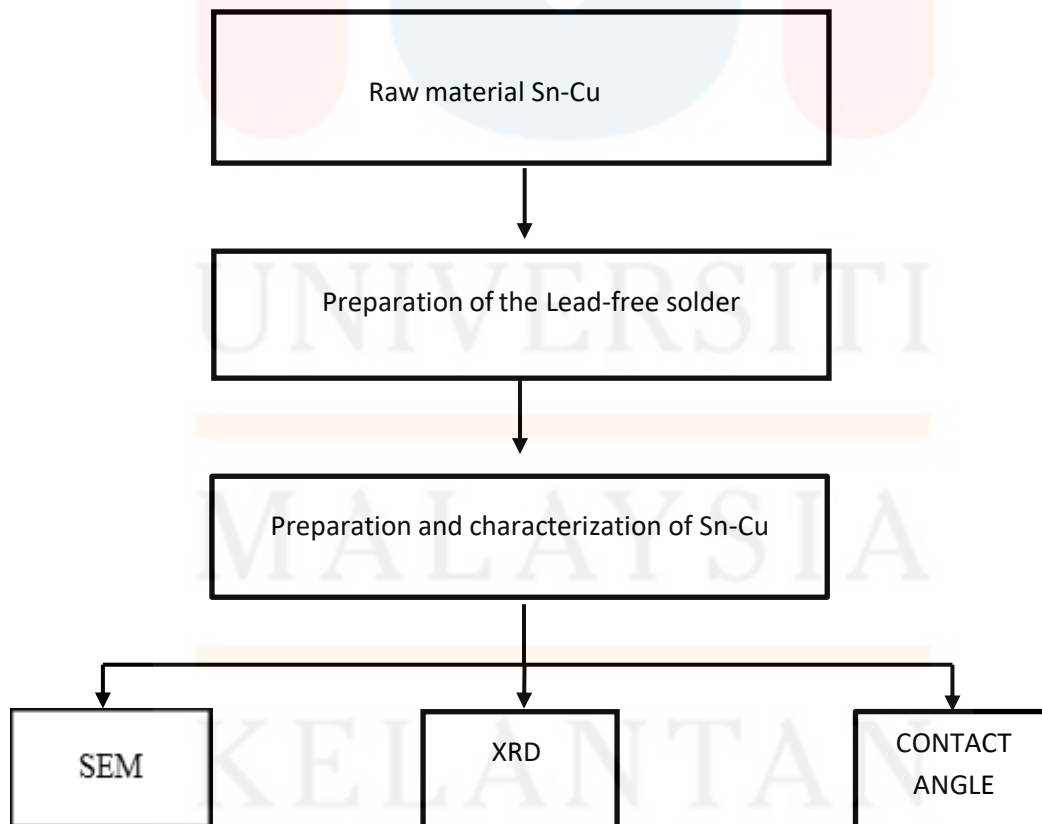 Raw material Sn-Cu
UNIVERSITI
Preparation of the Lead-free solder
MALAYSIA
Preparation and characterization of Sn-Cu
KELANTAN
SEM
XRD
CONTACT
ANGLE